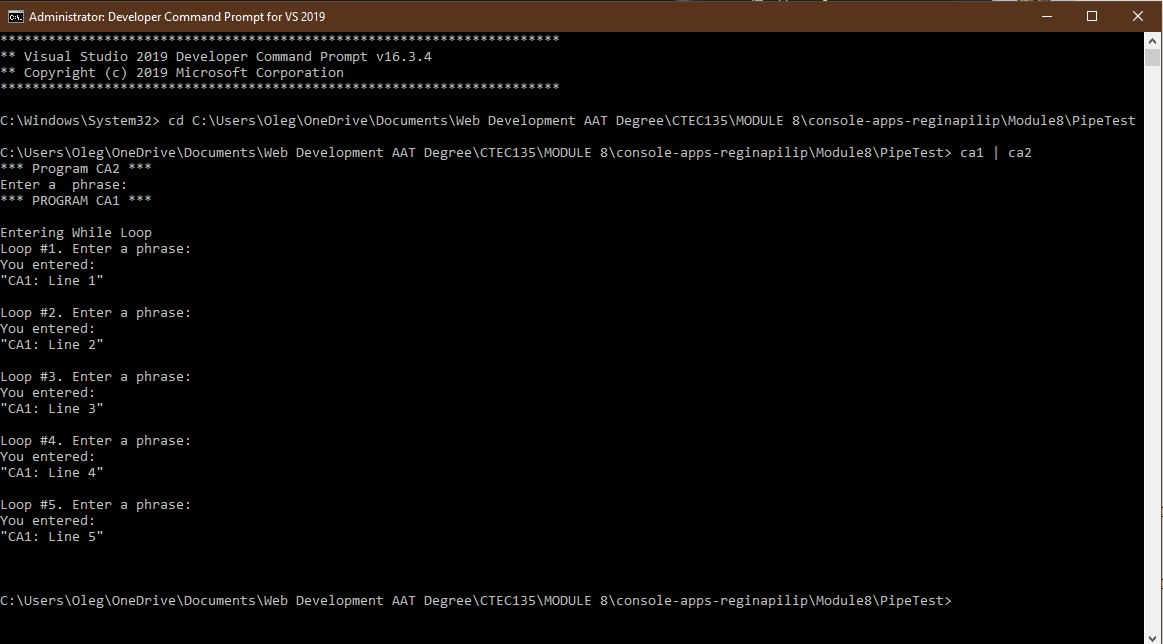 Administrator: Developer Command Prompt for VS 2019
**********************************************************************
** Visual Studio 2019 Developer Command Prompt v16.3.4
** Copyright (c) 2019 Microsoft Corporation
**********************************************************************
C:\Windows\System32> cd C:\Users\Oleg\OneDrive\Documents\Web Development AAT Degree\CTEC135\MODULE 8\console-apps-reginapilip\Module8\PipeTest
C:\Users\Oleg\OneDrive\Documents\Web Development AAT Degree\CTEC135\MODULE 8\console-apps-reginapilip\Module8\PipeTest> ca1 | ca2
*** Program CA2 ***
Enter a  phrase:
*** PROGRAM CA1 ***
Entering While Loop
Loop #1. Enter a phrase:
You entered:
"CA1: Line 1"
Loop #2. Enter a phrase:
You entered:
"CA1: Line 2"
Loop #3. Enter a phrase:
You entered:
"CA1: Line 3"
Loop #4. Enter a phrase:
You entered:
"CA1: Line 4"
Loop #5. Enter a phrase:
You entered:
"CA1: Line 5"
C:\Users\Oleg\OneDrive\Documents\Web Development AAT Degree\CTEC135\MODULE 8\console-apps-reginapilip\Module8\PipeTest>